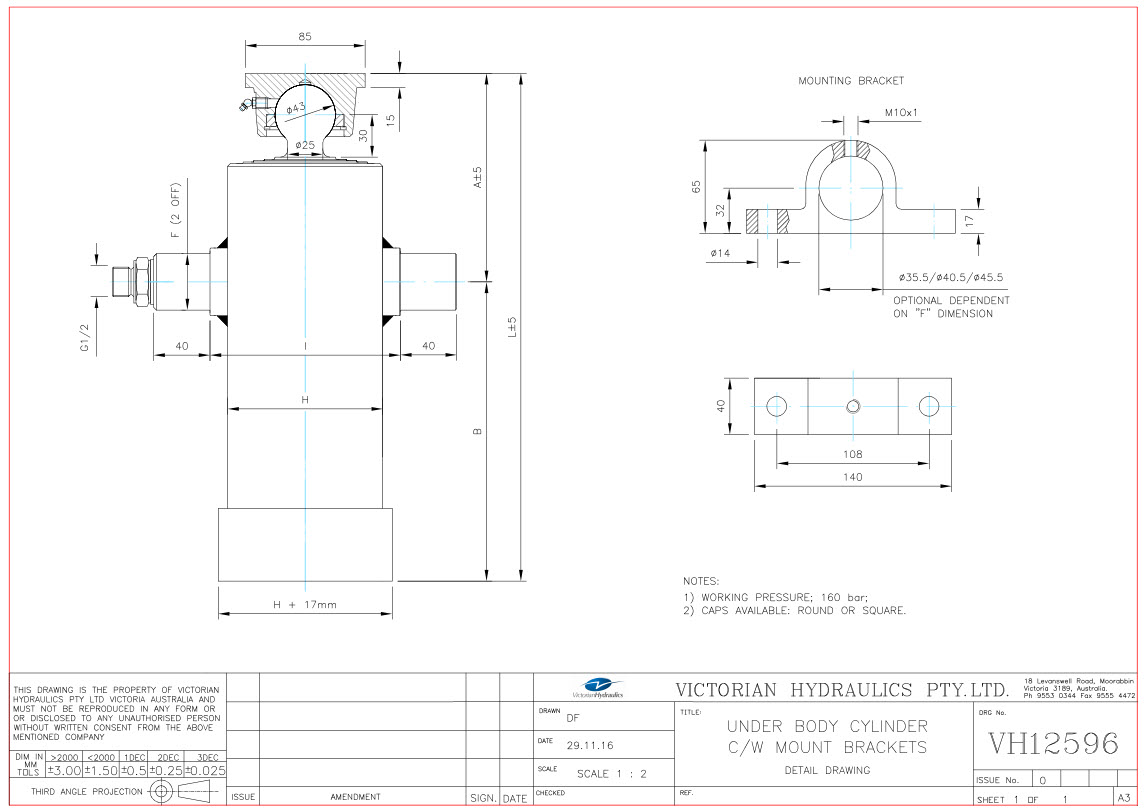 85
ø43
ø25
15
30
A±5
L±5
F (2 OFF)
G1/2
40
I
40
H
B
H + 17mm
MOUNTING BRACKET
M10x1
65
32
17
ø14
ø35.5/ø40.5/ø45.5
OPTIONAL DEPENDENT
ON "F" DIMENSION
40
108
140
NOTES:
1) WORKING PRESSURE; 160 bar;
2) CAPS AVAILABLE: ROUND OR SQUARE.
THIS DRAWING IS THE PROPERTY OF VICTORIAN
HYDRAULICS PTY LTD VICTORIA AUSTRALIA AND
MUST NOT BE REPRODUCED IN ANY FORM OR
OR DISCLOSED TO ANY UNAUTHORISED PERSON
WITHOUT WRITTEN CONSENT FROM THE ABOVE
MENTIONED COMPANY
DIM IN MM TOLS
>2000 <2000 1DEC 2DEC 3DEC
±3.00 ±1.50 ±0.5 ±0.25 ±0.025
THIRD ANGLE PROJECTION
ISSUE AMENDMENT SIGN. DATE
Victorian Hydraulics
DRAWN DF
DATE 29.11.16
SCALE SCALE 1 : 2
CHECKED
VICTORIAN HYDRAULICS PTY.LTD.
18 Levanswell Road, Moorabbin
Victoria 3189, Australia.
Ph 9553 0344 Fax 9555 4472
TITLE:
UNDER BODY CYLINDER
C/W MOUNT BRACKETS
DETAIL DRAWING
REF.
DRG No.
VH12596
ISSUE No. 0
SHEET 1 OF 1
A3